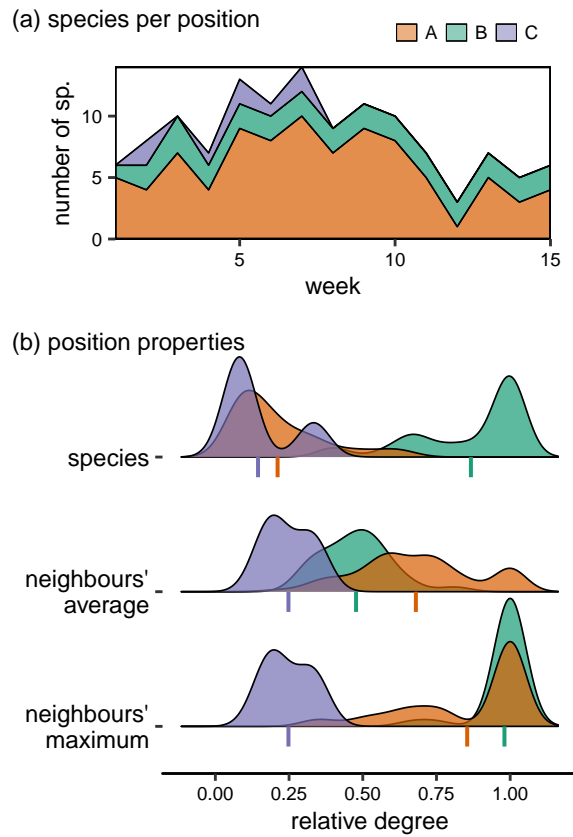 (a) species per position
A B C
number of sp.
10
5
0
5 10 15
week
(b) position properties
species
neighbours'
average
neighbours'
maximum
0.00 0.25 0.50 0.75 1.00
relative degree